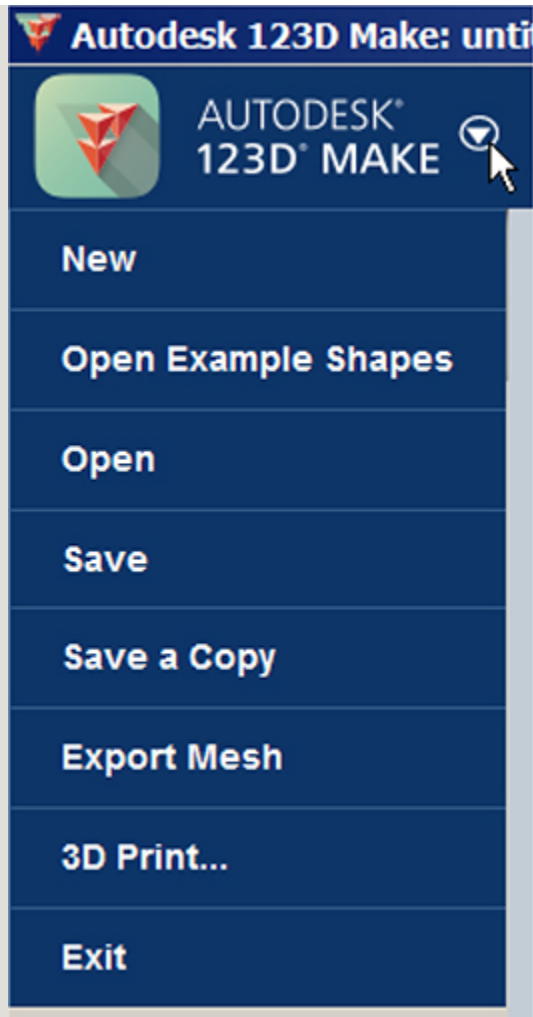 Autodesk 123D Make:
AUTODESK®
123D® MAKE
New
Open Example Shapes
Open
Save
Save a Copy
Export Mesh
3D Print...
Exit